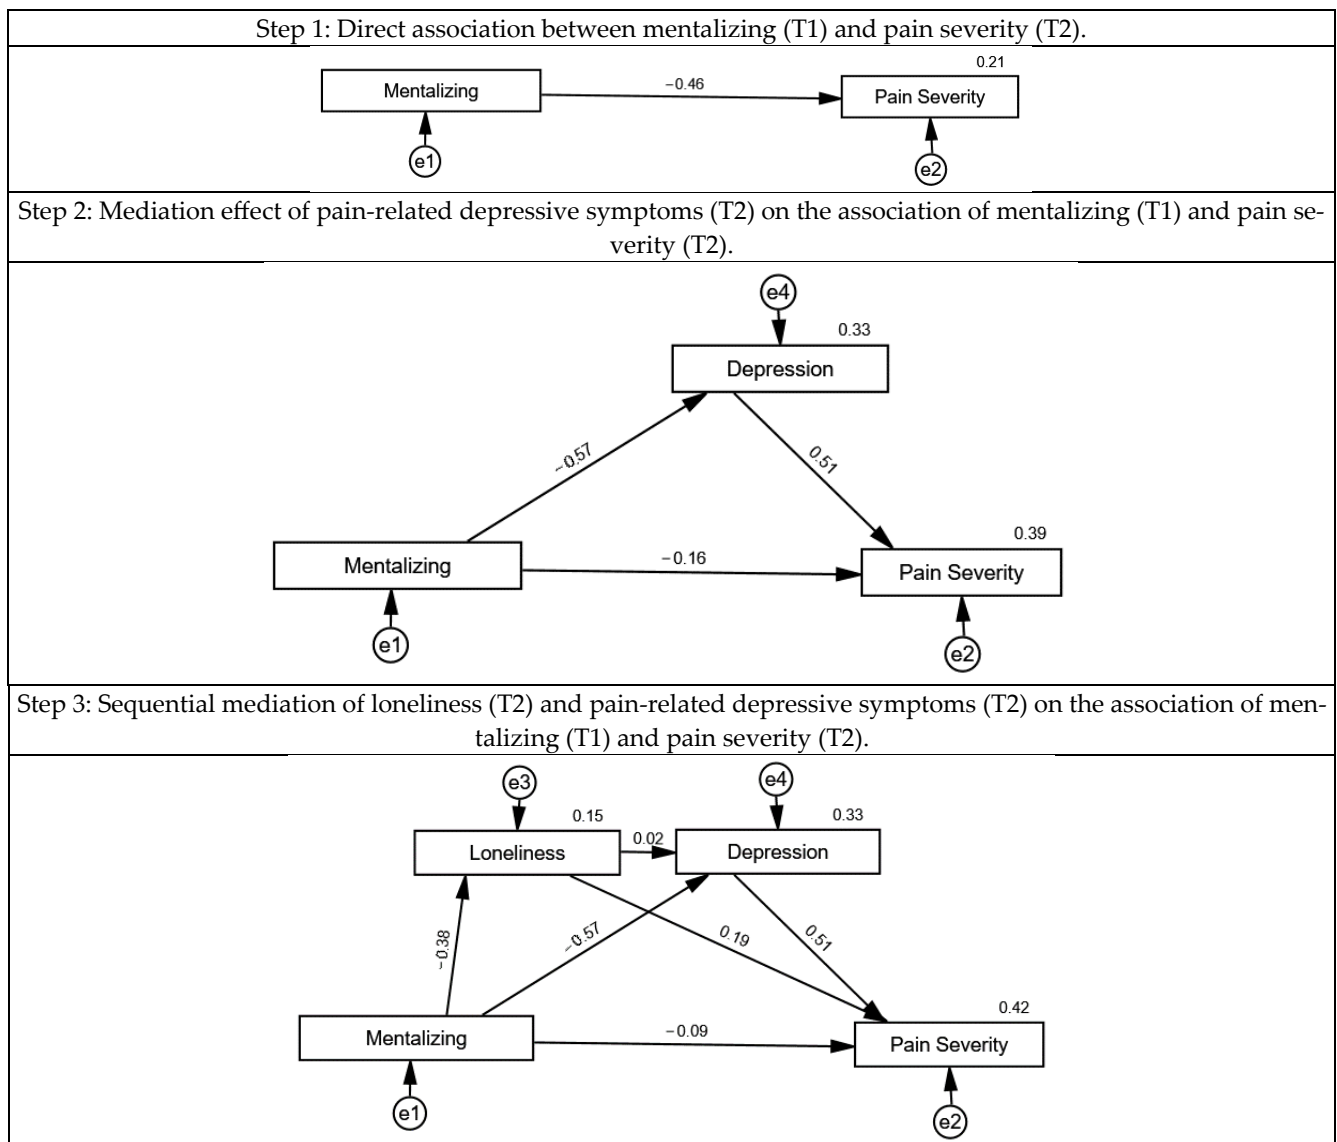 Step 1: Direct association between mentalizing (T1) and pain severity (T2).
0.21
Mentalizing
−0.46
Pain Severity
e1
e2
Step 2: Mediation effect of pain-related depressive symptoms (T2) on the association of mentalizing (T1) and pain se-
verity (T2).
e4
0.33
Depression
−0.57
0.51
0.39
Mentalizing
−0.16
Pain Severity
e1
e2
Step 3: Sequential mediation of loneliness (T2) and pain-related depressive symptoms (T2) on the association of men-
talizing (T1) and pain severity (T2).
e3
e4
0.15
0.33
Loneliness
0.02
Depression
−0.38
−0.57
0.19
0.51
0.42
Mentalizing
−0.09
Pain Severity
e1
e2